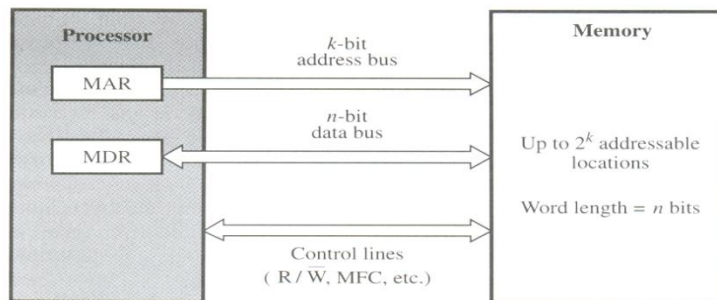 Processor
MAR
MDR
k-bit
address bus
n-bit
data bus
Control lines
( R / W̅, MFC, etc.)
Memory
Up to 2^k addressable
locations
Word length = n bits